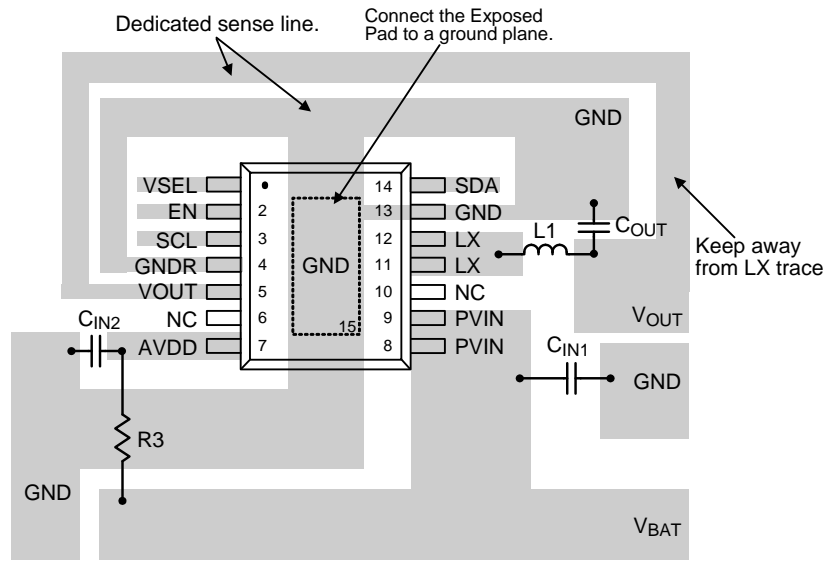 Dedicated sense line.
Connect the Exposed
Pad to a ground plane.
GND
VSEL
14
SDA
EN
2
13
GND
SCL
3
12
LX
L1
COUT
GNDR
4
GND
11
LX
Keep away
from LX trace
VOUT
5
10
NC
CIN2
NC
6
15
9
PVIN
VOUT
AVDD
7
8
PVIN
CIN1
GND
R3
GND
VBAT